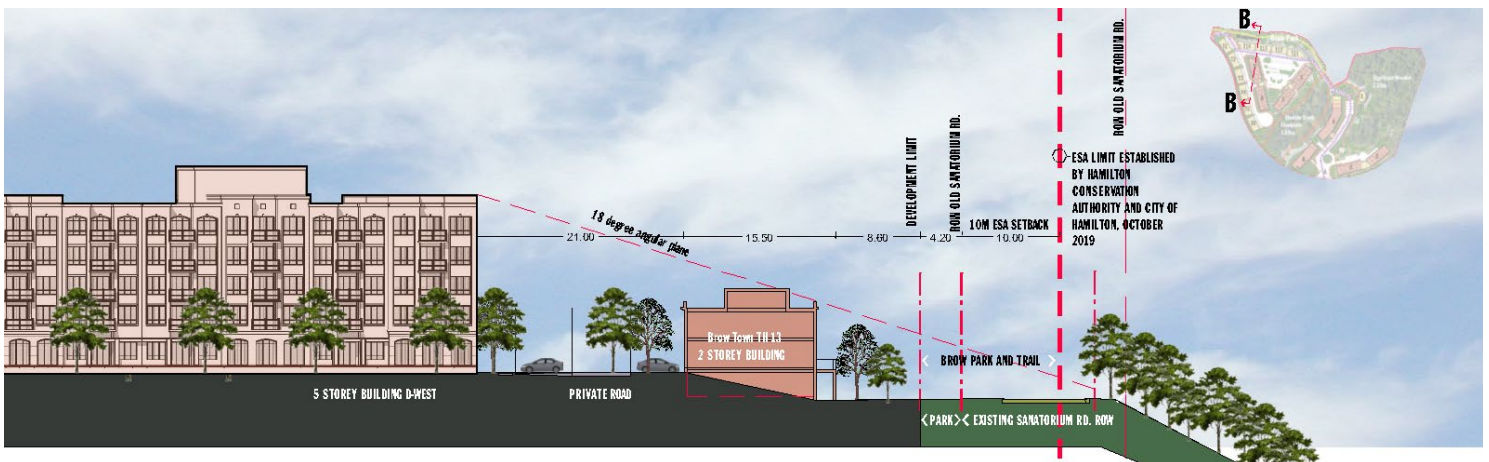 B
B
ROW OLD SANATORIUM RD.
DEVELOPMENT LIMIT
ROW OLD SANATORIUM RD.
ESA LIMIT ESTABLISHED
BY HAMILTON
CONSERVATION
AUTHORITY AND CITY OF
HAMILTON, OCTOBER
2019
18 degree angular plane
21.00
15.50
8.60
4.20
10M ESA SETBACK
10.00
Brow Town TH 13
2 STOREY BUILDING
BROW PARK AND TRAIL
5 STOREY BUILDING D-WEST
PRIVATE ROAD
PARK
EXISTING SANATORIUM RD. ROW